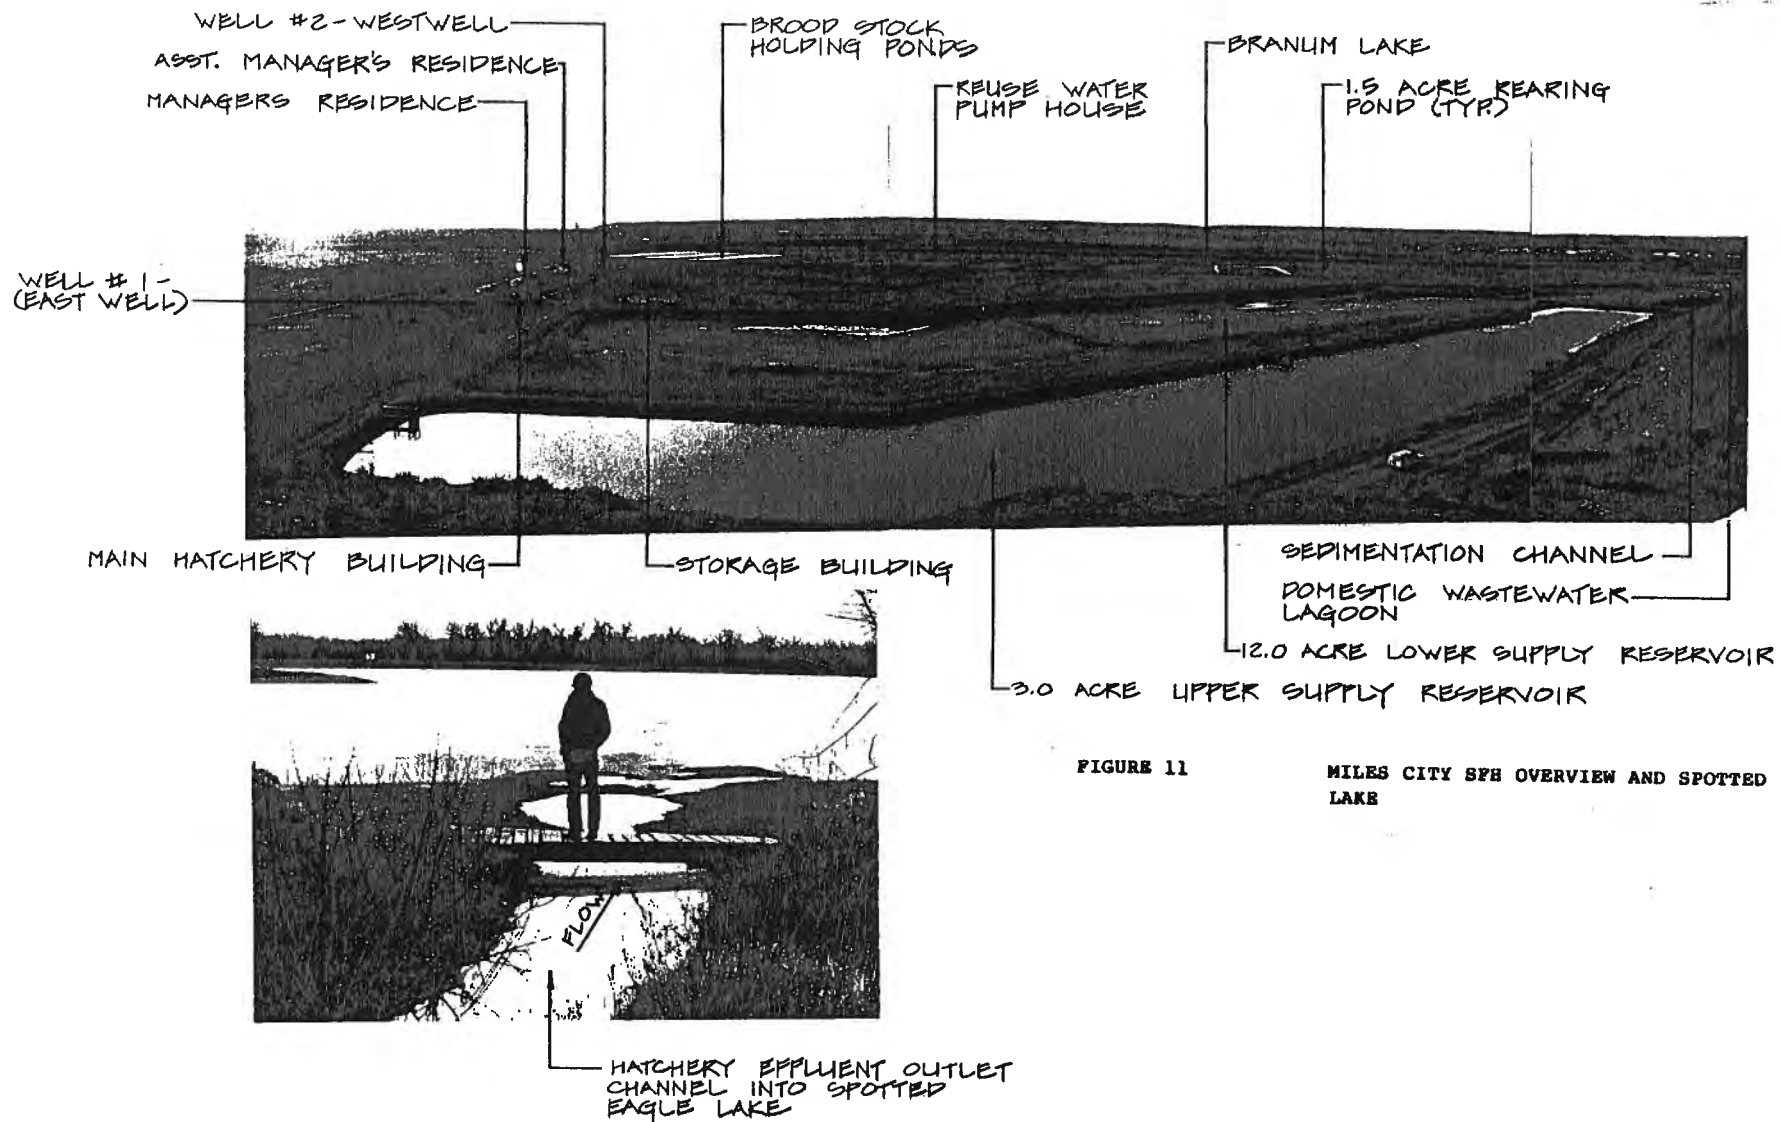 WELL #2-WESTWELL
ASST. MANAGER'S RESIDENCE
MANAGERS RESIDENCE
BROOD STOCK
HOLDING PONDS
REUSE WATER
PUMP HOUSE
BRANUM LAKE
1.5 ACRE REARING
POND (TYP.)
WELL #1-
(EAST WELL)
MAIN HATCHERY BUILDING
STORAGE BUILDING
SEDIMENTATION CHANNEL
DOMESTIC WASTEWATER
LAGOON
12.0 ACRE LOWER SUPPLY RESERVOIR
3.0 ACRE UPPER SUPPLY RESERVOIR
FIGURE 11
MILES CITY SFH OVERVIEW AND SPOTTED
LAKE
FLOW
HATCHERY EFFLUENT OUTLET
CHANNEL INTO SPOTTED
EAGLE LAKE